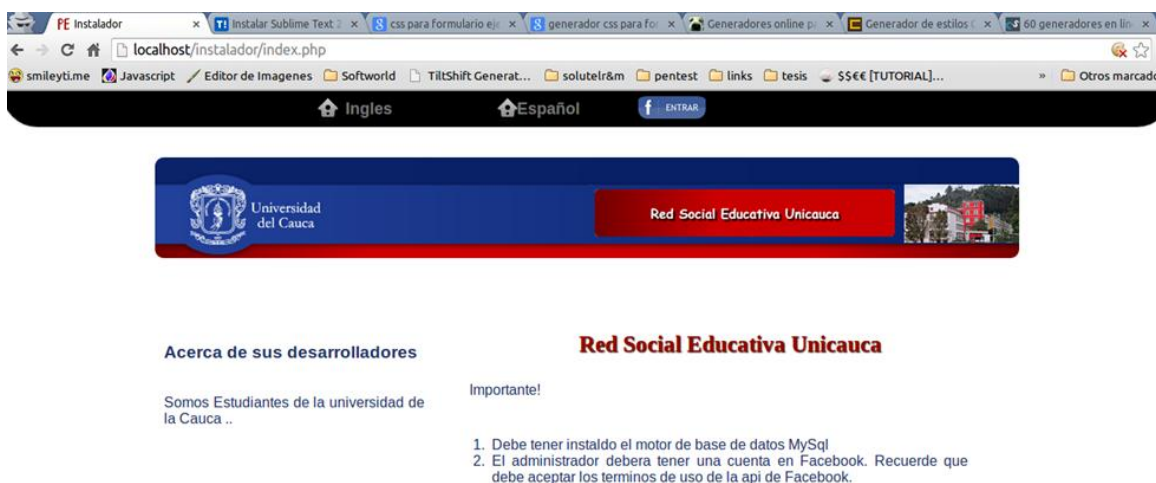 Instalador
Instalar Sublime Text 2
css para formulario eje
generador css para for
Generadores online pa
Generador de estilos C
60 generadores en lín
localhost/instalador/index.php
smileyti.me Javascript Editor de Imagenes Softworld TiltShift Generat... solutelr&m pentest links tesis $$€€ [TUTORIAL]... » Otros marcado
Ingles Español f ENTRAR
Universidad
del Cauca
Red Social Educativa Unicauca
Acerca de sus desarrolladores
Somos Estudiantes de la universidad de
la Cauca ..
Red Social Educativa Unicauca
Importante!
1. Debe tener instaldo el motor de base de datos MySql
2. El administrador debera tener una cuenta en Facebook. Recuerde que
debe aceptar los terminos de uso de la api de Facebook.